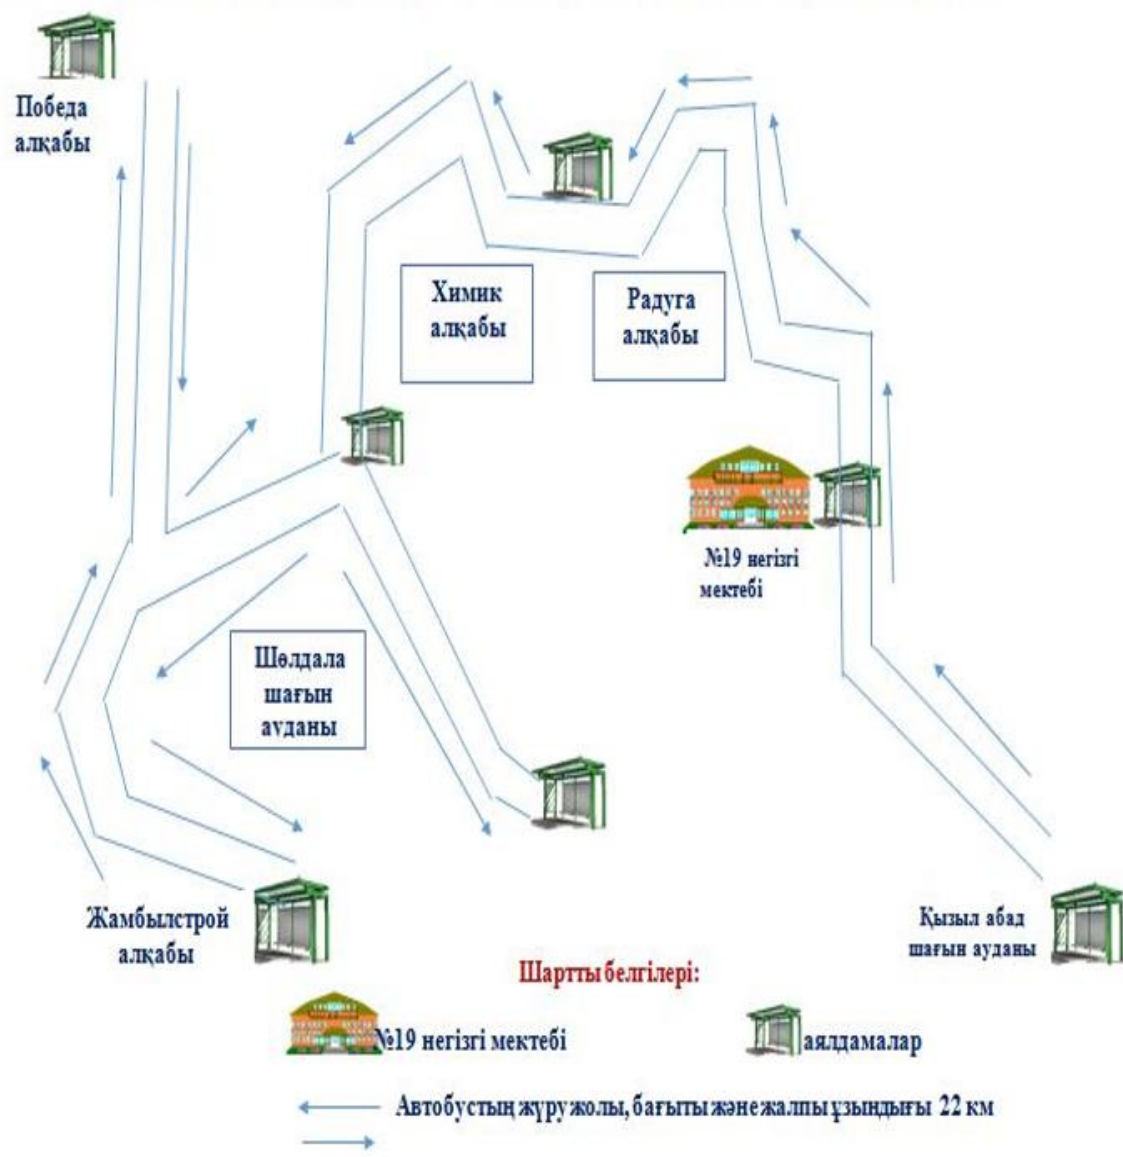 Победа
алқабы
Химик
алқабы
Радуга
алқабы
№19 негізгі
мектебі
Шөлдала
шағын
ауданы
Жамбылстрой
алқабы
Қызыл абад
шағын ауданы
Шартты белгілері:
№19 негізгі мектебі
аялдамалар
Автобустың жүру жолы, бағыты және жалпы ұзындығы 22 км